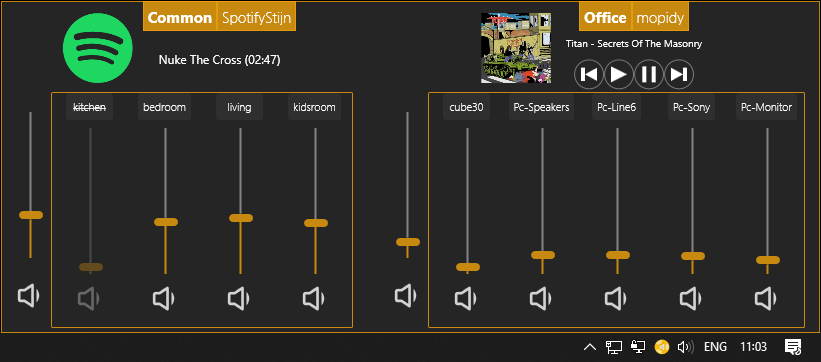 Common SpotifyStijn
Nuke The Cross (02:47)
kitchen bedroom living kidsroom
Office mopidy
Titan - Secrets Of The Masonry
cube30 Pc-Speakers Pc-Line6 Pc-Sony Pc-Monitor
ENG 11:03